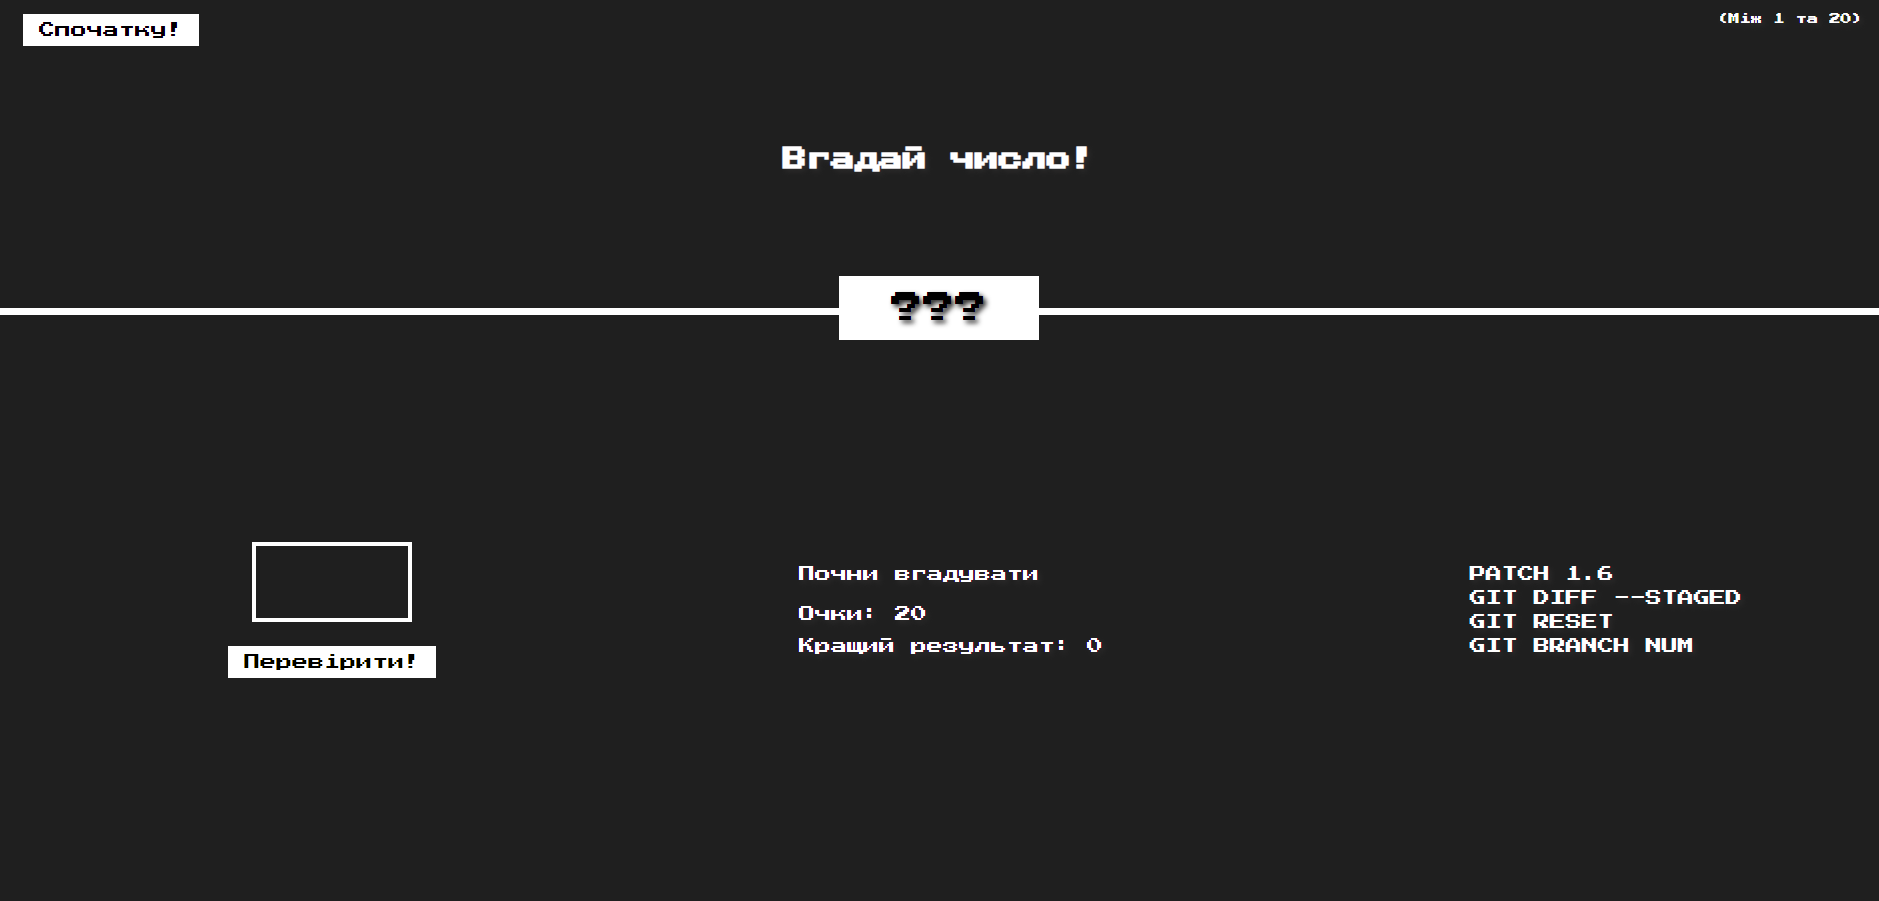 Спочатку!
(Між 1 та 20)
Вгадай число!
???
Перевірити!
Почни вгадувати
Очки: 20
Кращий результат: 0
PATCH 1.6
GIT DIFF --STAGED
GIT RESET
GIT BRANCH NUM